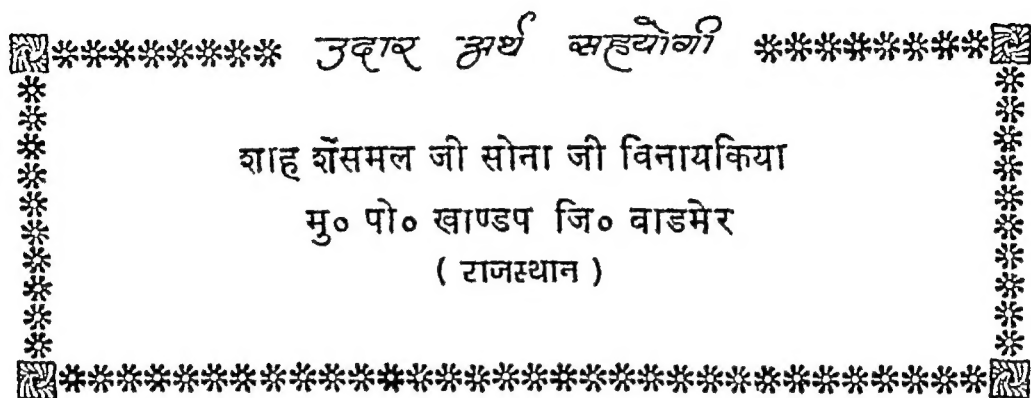 उदार अर्थ सहयोगी
शाह शेंसमल जी सोना जी विनायकिया
मु० पो० खाण्डप जि० वाडमेर
( राजस्थान )